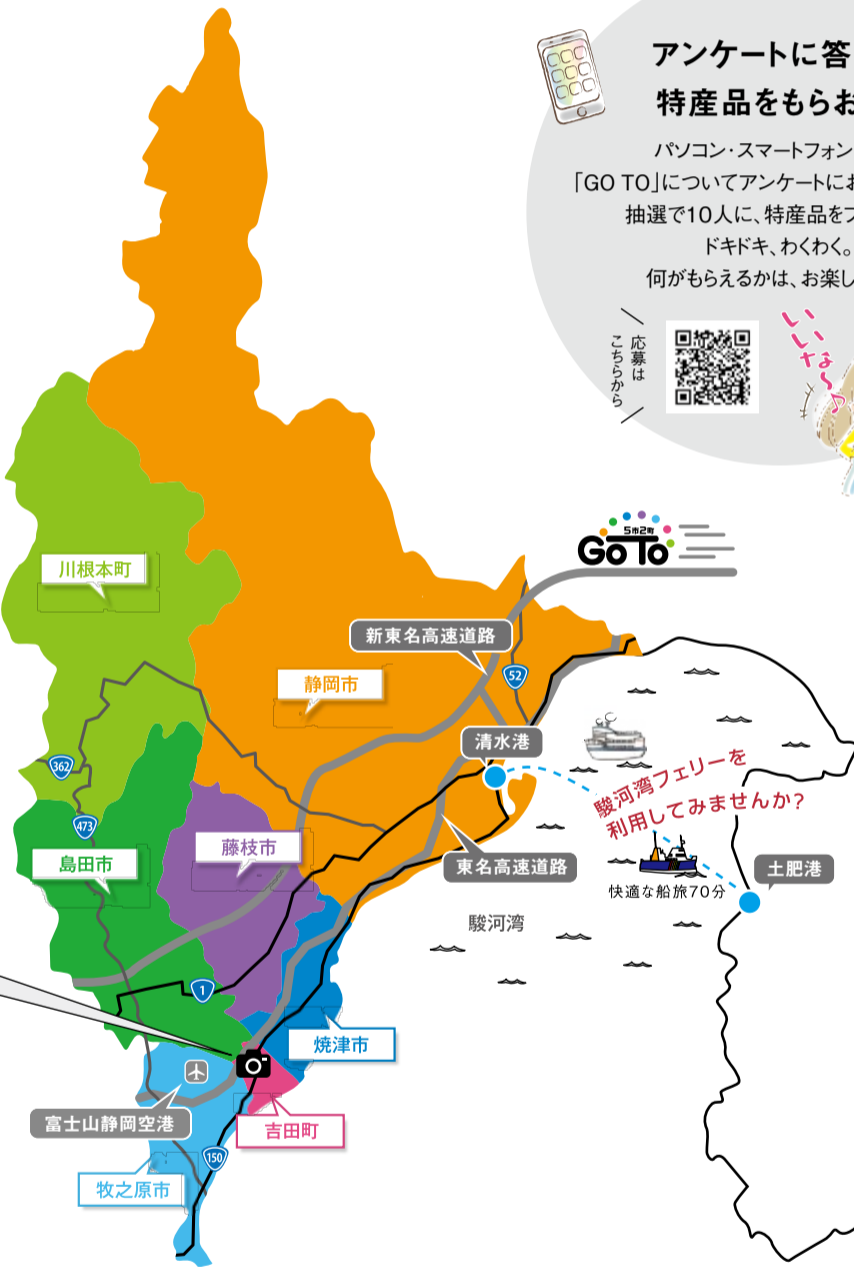 アンケートに答
特産品をもらお
パソコン・スマートフォン
「GO TO」についてアンケートにお
抽選で10人に、特産品をプ
ドキドキ、わくわく。
何がもらえるかは、お楽し
応募は
こちらから
いいな～♪
5市2町
GoTo
川根本町
新東名高速道路
静岡市
52
清水港
362
駿河湾フェリーを
利用してみませんか?
473
藤枝市
島田市
東名高速道路
土肥港
快適な船旅70分
駿河湾
1
焼津市
富士山静岡空港
吉田町
150
牧之原市